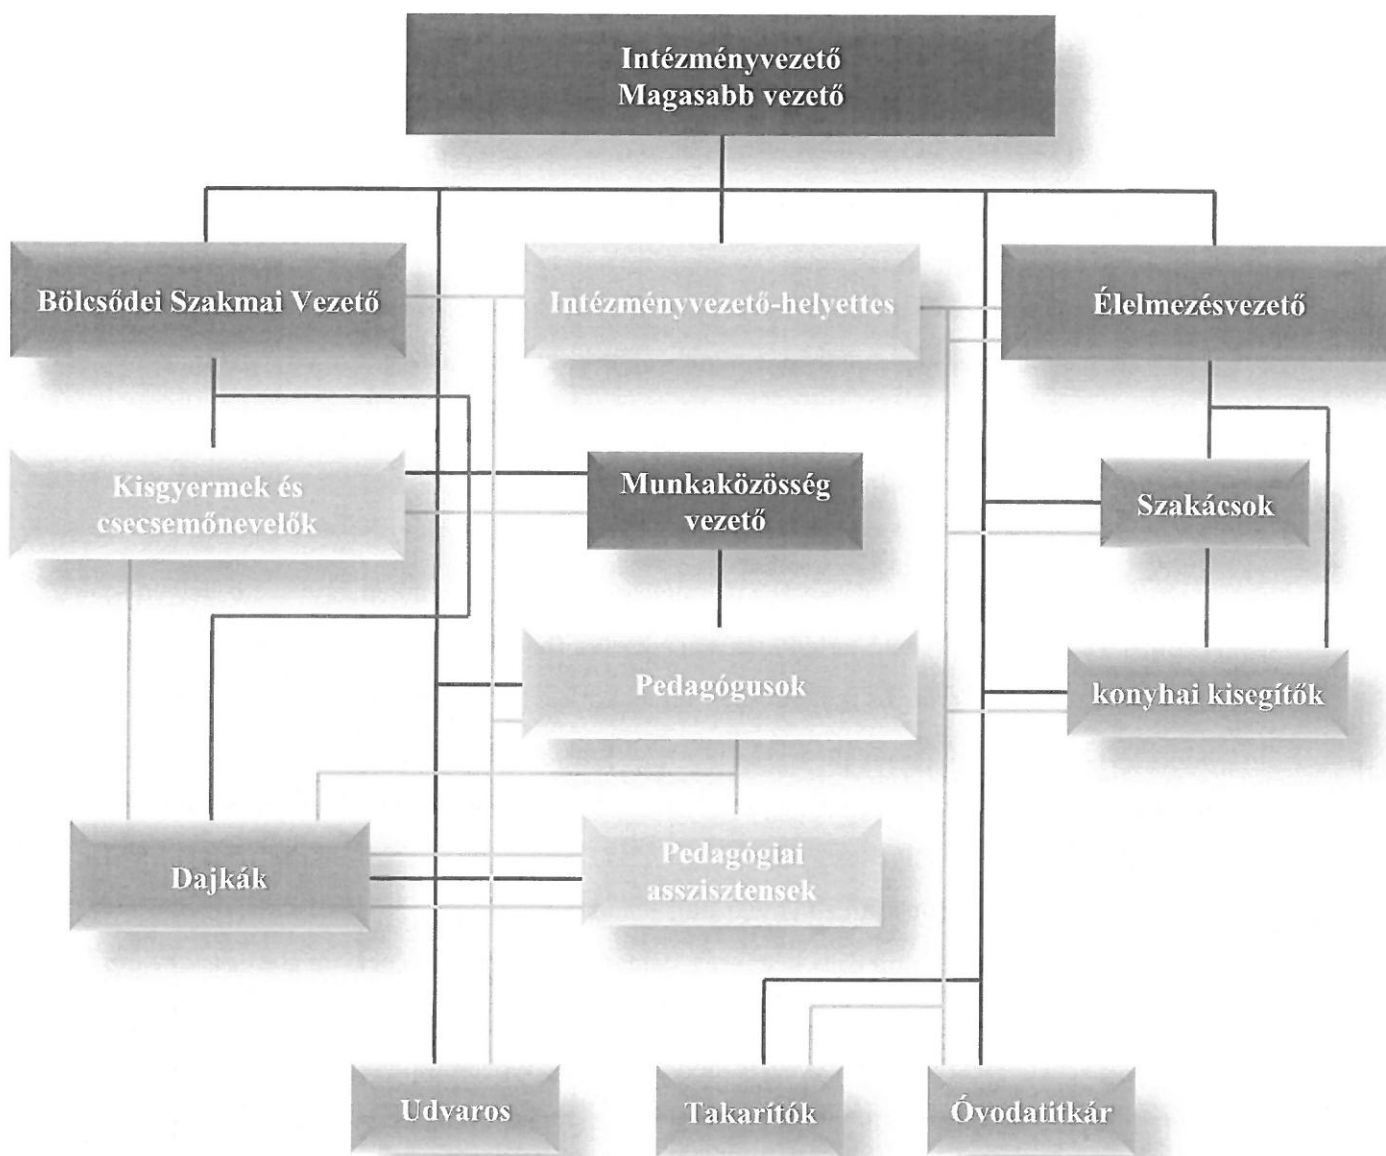 Intézményvezető
Magasabb vezető
Bölcsődei Szakmai Vezető
Intézményvezető-helyettes
Élelmezésvezető
Kisgyermek és
csecsemőnevelők
Munkaközösség
vezető
Szakácsok
Pedagógusok
konyhai kisegítők
Dajkák
Pedagógiai
asszisztensek
Udvaros
Takarítók
Óvodatitkár